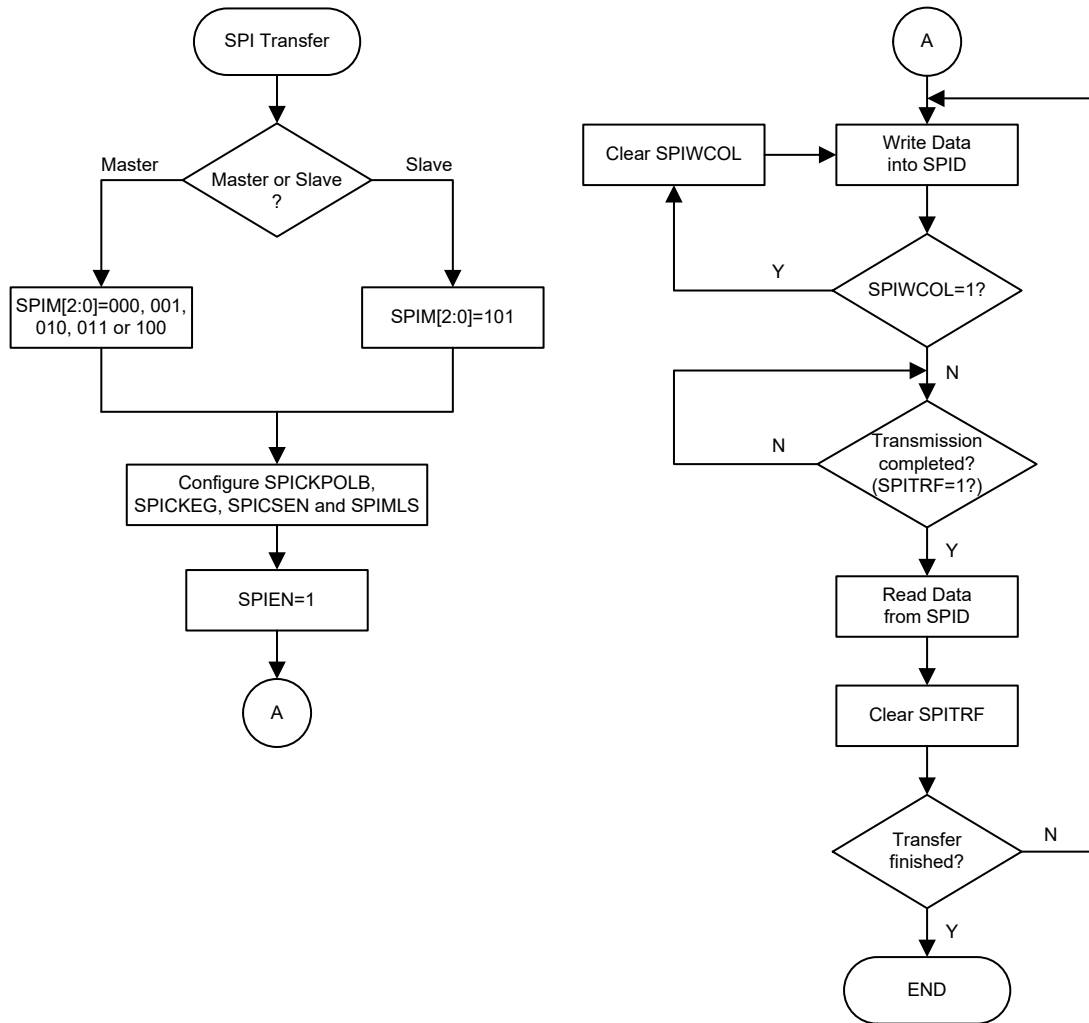 SPI Transfer
Master or Slave
?
Master
Slave
SPIM[2:0]=000, 001,
010, 011 or 100
SPIM[2:0]=101
Configure SPICKPOLB,
SPICKEG, SPICSEN and SPIMLS
SPIEN=1
A
A
Write Data
into SPID
Clear SPIWCOL
SPIWCOL=1?
Y
N
Transmission
completed?
(SPITRF=1?)
N
Y
Read Data
from SPID
Clear SPITRF
Transfer
finished?
N
Y
END